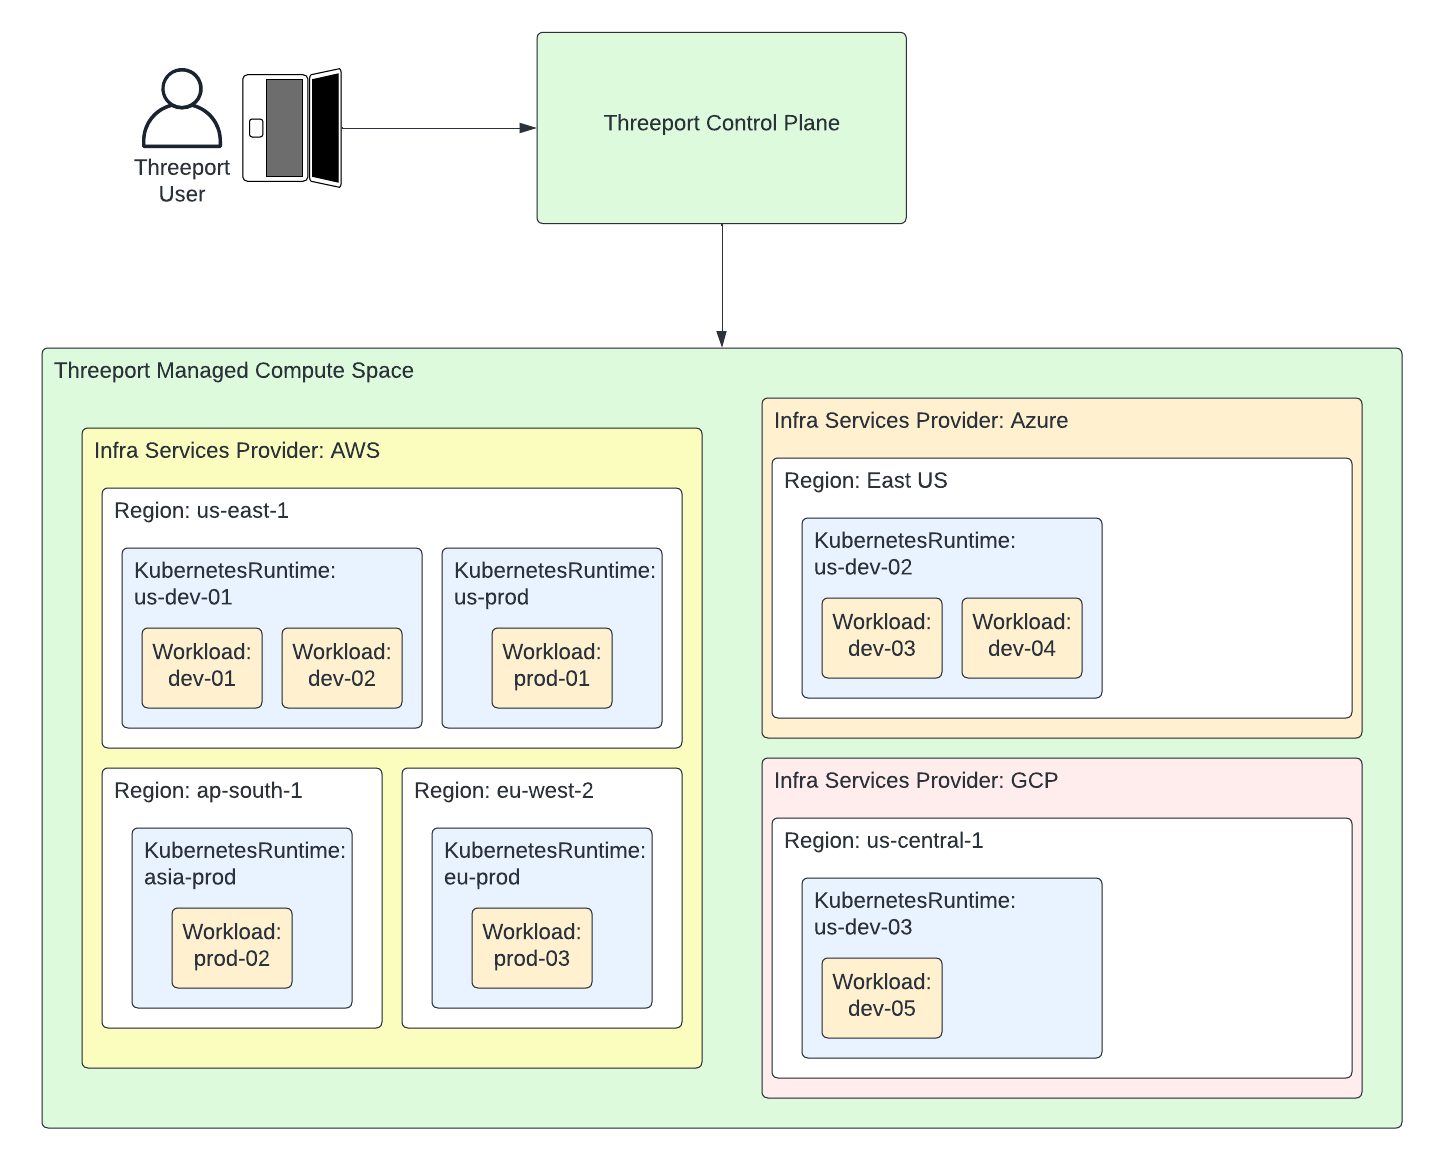 Threeport
User
Threeport Control Plane
Threeport Managed Compute Space
Infra Services Provider: AWS
Region: us-east-1
KubernetesRuntime:
us-dev-01
Workload:
dev-01
Workload:
dev-02
KubernetesRuntime:
us-prod
Workload:
prod-01
Region: ap-south-1
KubernetesRuntime:
asia-prod
Workload:
prod-02
Region: eu-west-2
KubernetesRuntime:
eu-prod
Workload:
prod-03
Infra Services Provider: Azure
Region: East US
KubernetesRuntime:
us-dev-02
Workload:
dev-03
Workload:
dev-04
Infra Services Provider: GCP
Region: us-central-1
KubernetesRuntime:
us-dev-03
Workload:
dev-05